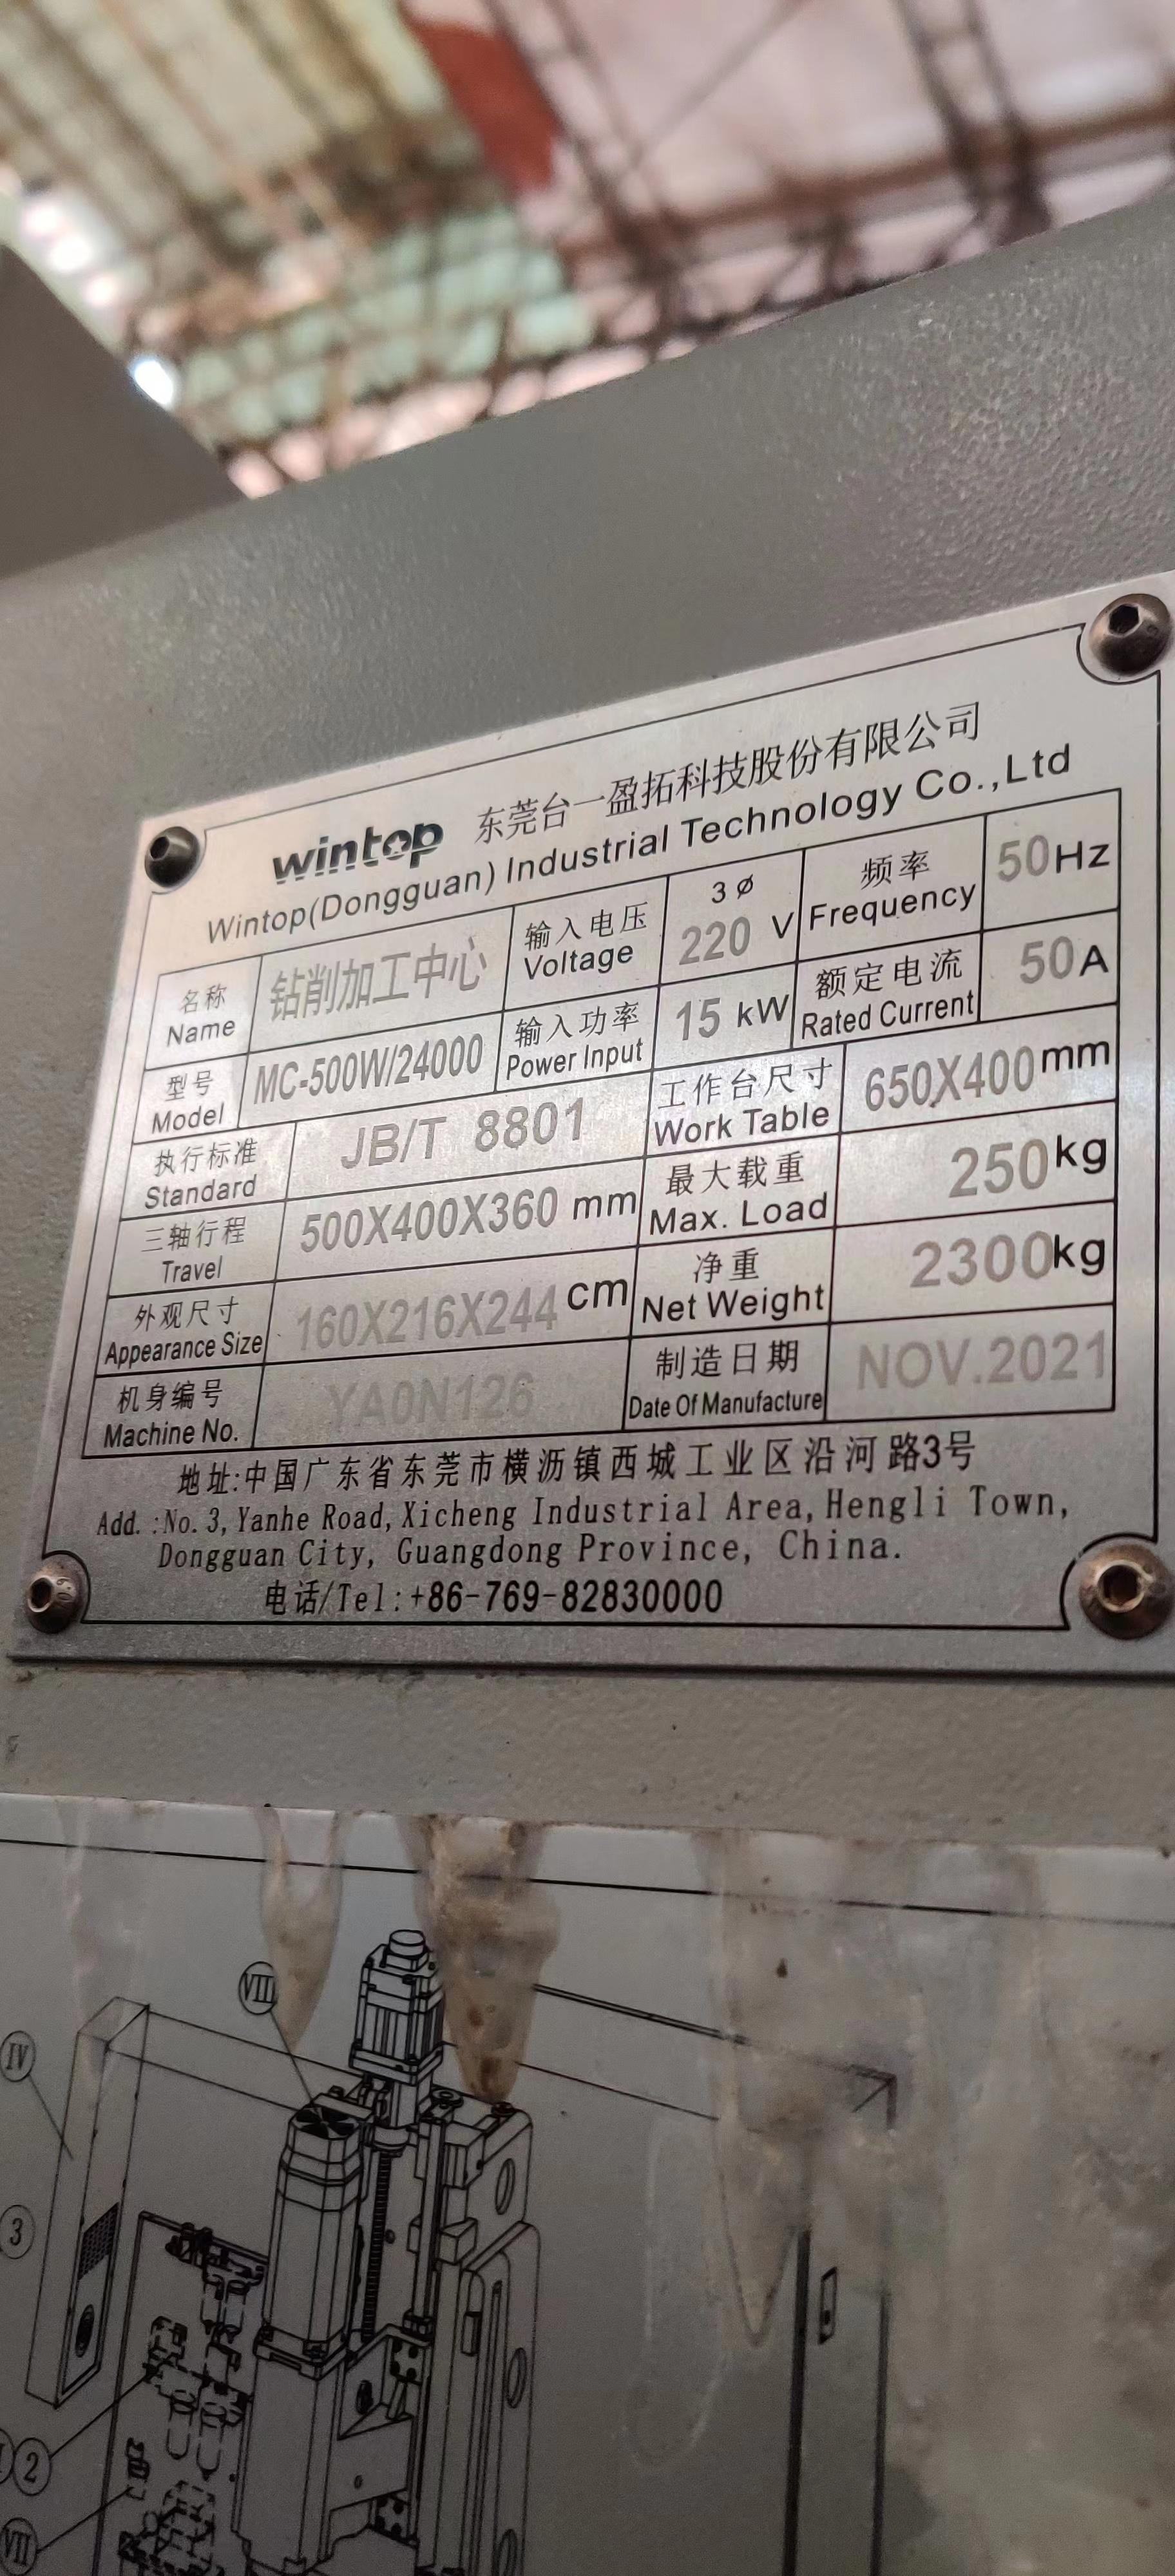 wintop 东莞台一盈拓科技股份有限公司
Wintop(Dongguan) Industrial Technology Co.,Ltd
名称 Name 钻削加工中心 输入电压 Voltage 3 Ø 220 V 频率 Frequency 50Hz
型号 Model MC-500W/24000 输入功率 Power Input 15 kW 额定电流 Rated Current 50A
执行标准 Standard JB/T 8801 工作台尺寸 Work Table 650X400mm
三轴行程 Travel 500X400X360 mm 最大载重 Max. Load 250kg
外观尺寸 Appearance Size 160X216X244 cm 净重 Net Weight 2300kg
机身编号 Machine No. YA0N126 制造日期 Date Of Manufacture NOV.2021
地址:中国广东省东莞市横沥镇西城工业区沿河路3号
Add.:No.3,Yanhe Road,Xicheng Industrial Area,Hengli Town,
Dongguan City, Guangdong Province, China.
电话/Tel:+86-769-82830000
VII
IV
3
2
VII